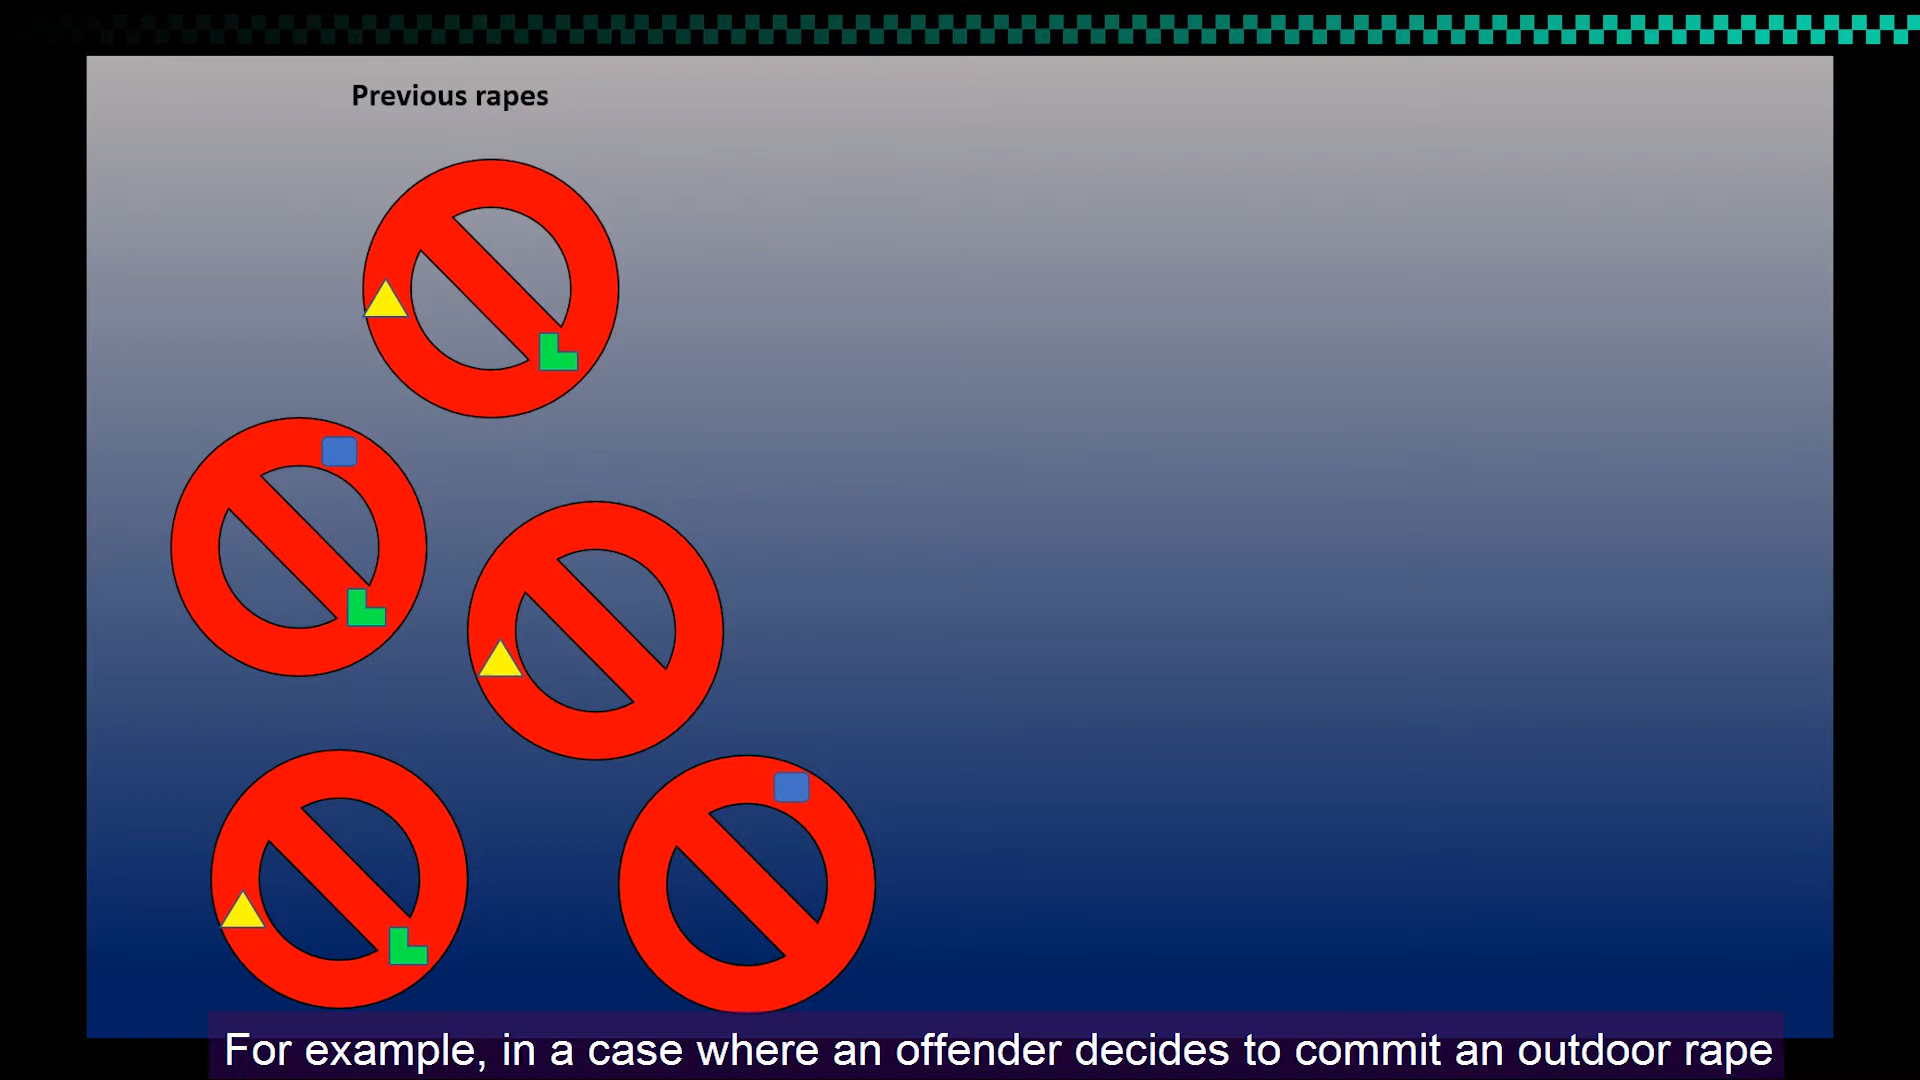 Previous rapes
For example, in a case where an offender decides to commit an outdoor rape